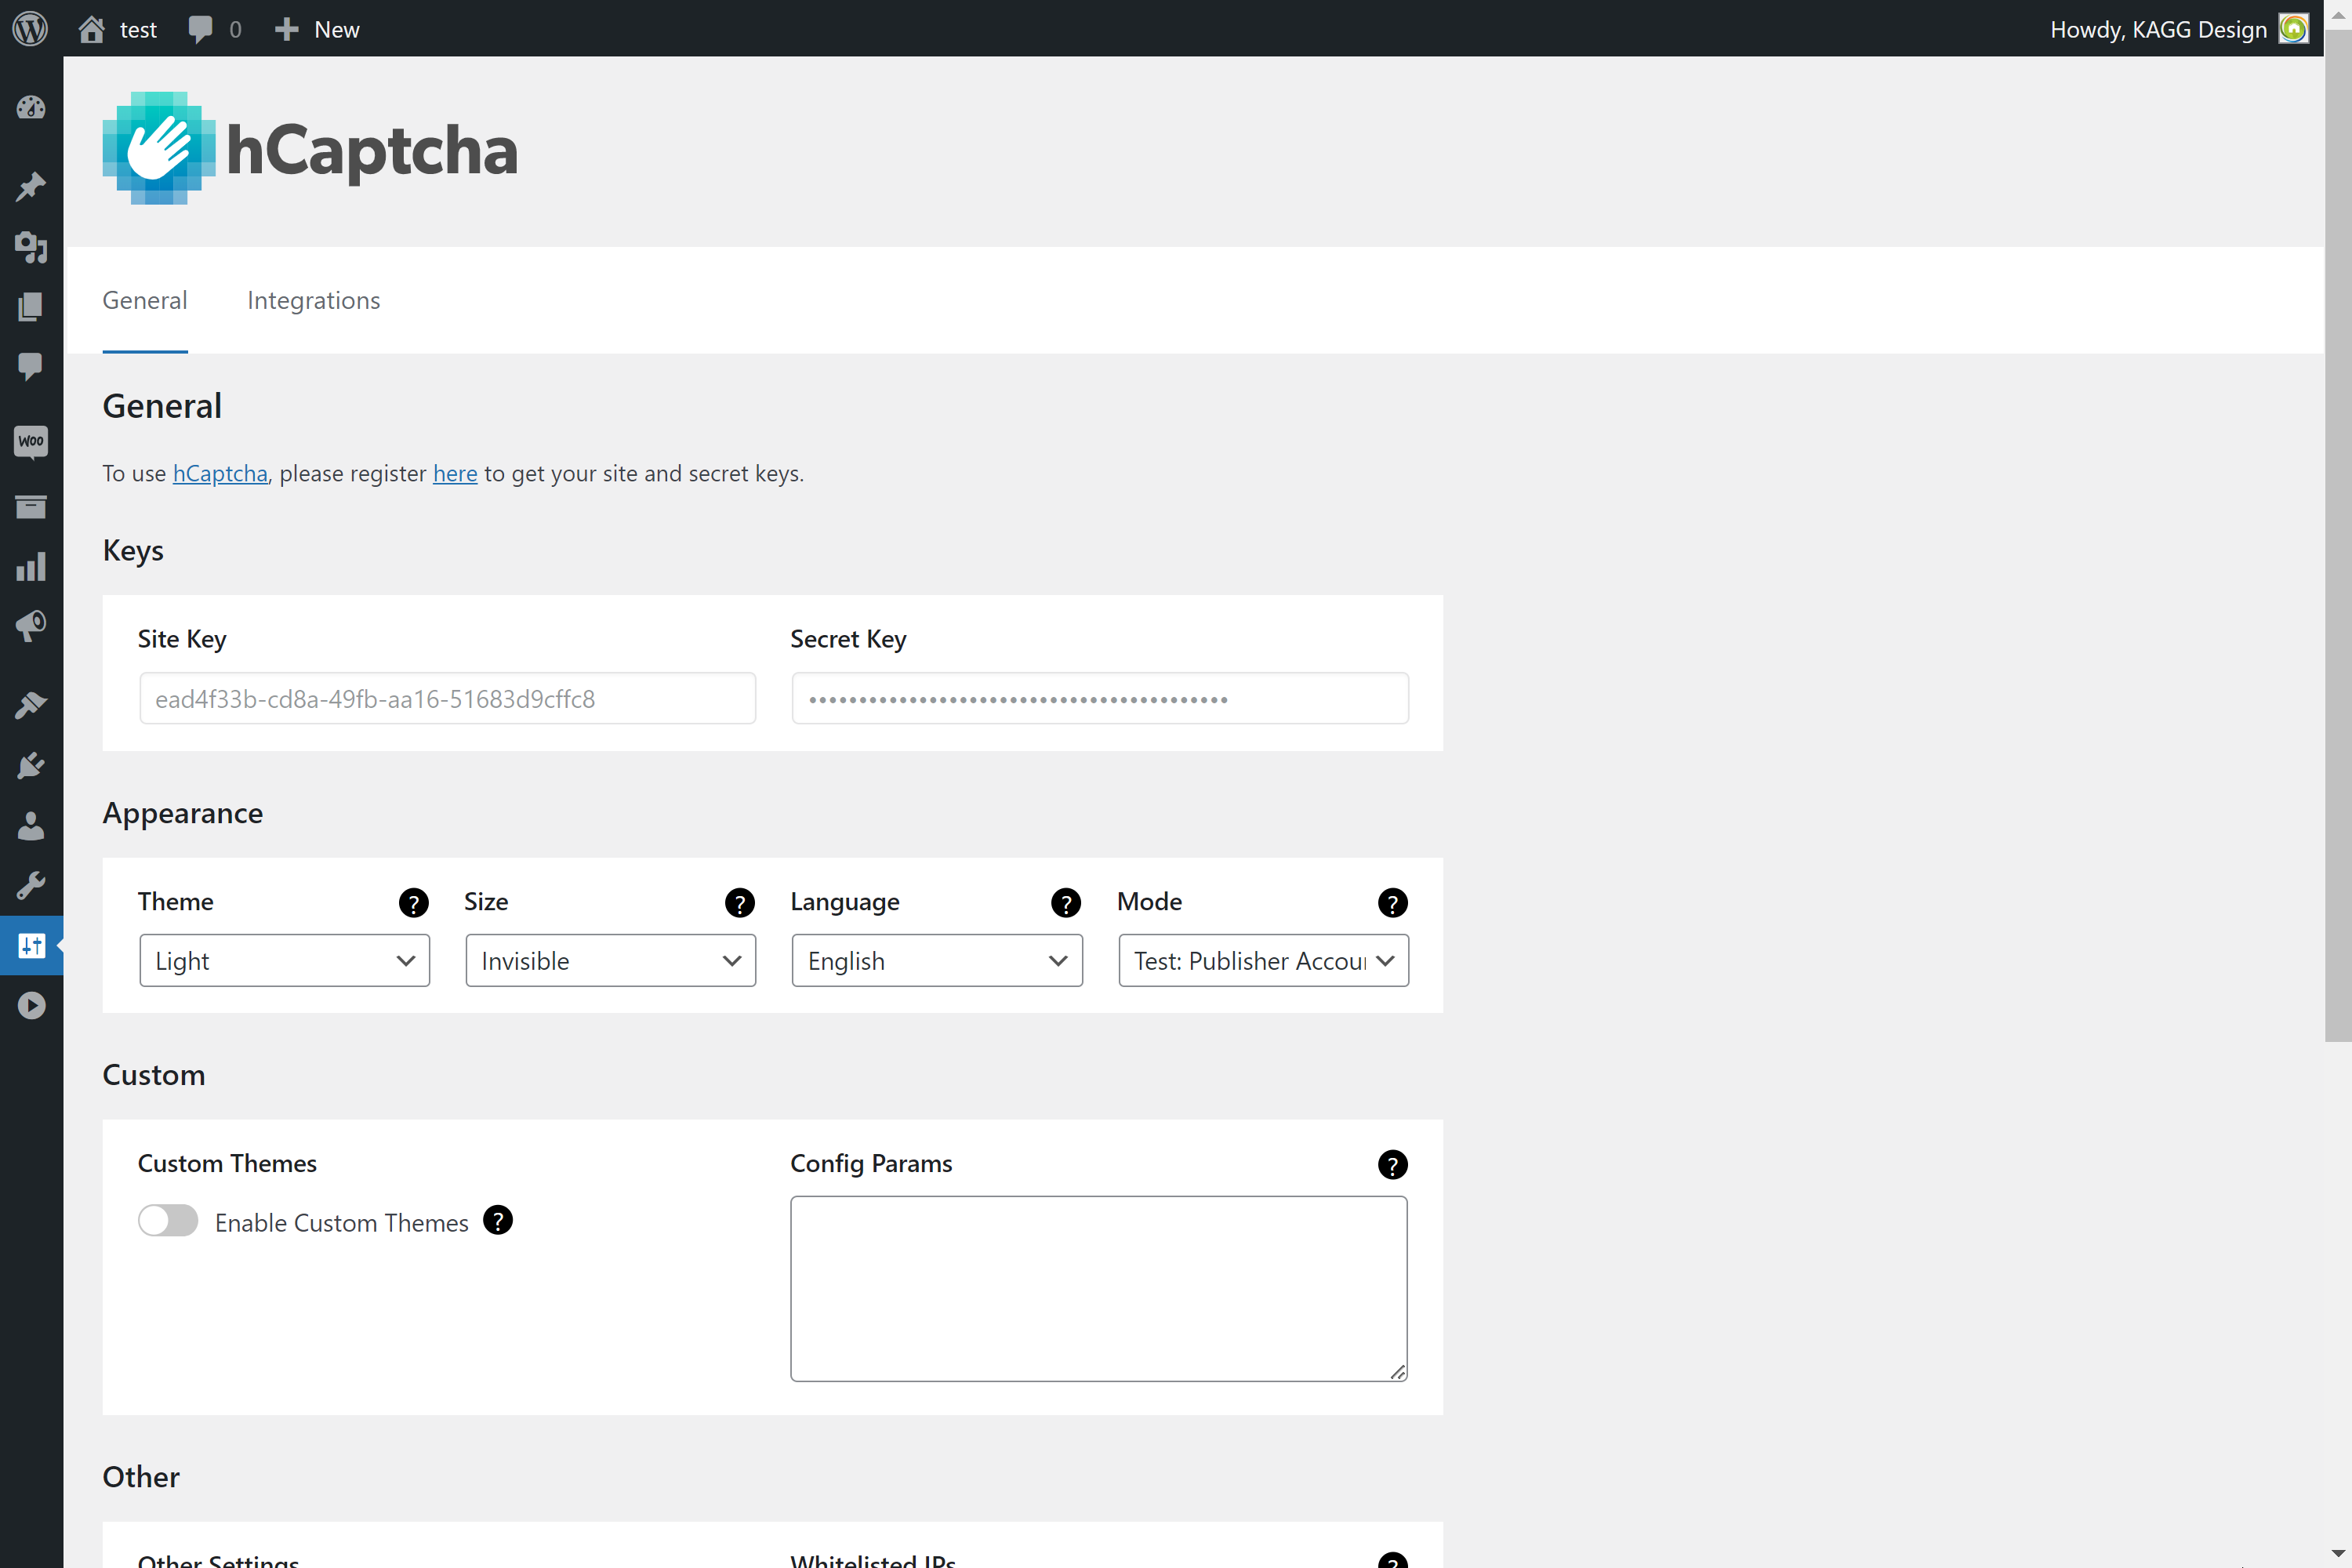 test
0
New
Howdy, KAGG Design
hCaptcha
General
Integrations
General
To use hCaptcha, please register here to get your site and secret keys.
Keys
Site Key
Secret Key
ead4f33b-cd8a-49fb-aa16-51683d9cffc8
••••••••••••••••••••••••••••••••••••••••••
Appearance
Theme ?
Size ?
Language ?
Mode ?
Light
Invisible
English
Test: Publisher Accou
Custom
Custom Themes
Config Params ?
Enable Custom Themes ?
Other
Other Settings
Whitelisted IPs ?
Woo